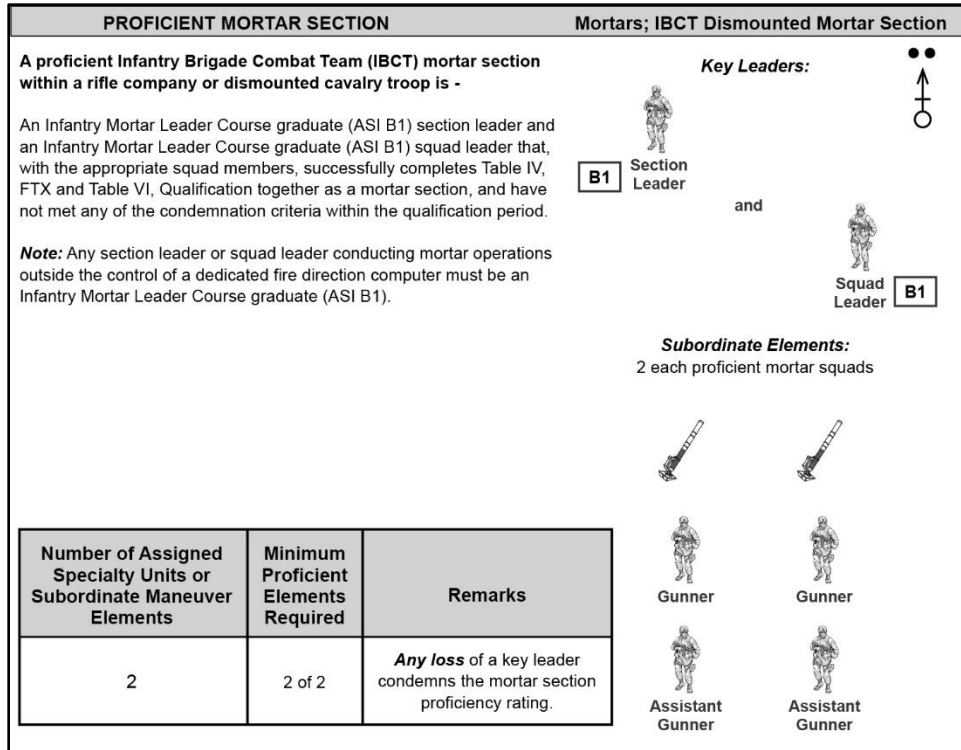 PROFICIENT MORTAR SECTION
Mortars; IBCT Dismounted Mortar Section
A proficient Infantry Brigade Combat Team (IBCT) mortar section
within a rifle company or dismounted cavalry troop is -
An Infantry Mortar Leader Course graduate (ASI B1) section leader and
an Infantry Mortar Leader Course graduate (ASI B1) squad leader that,
with the appropriate squad members, successfully completes Table IV,
FTX and Table VI, Qualification together as a mortar section, and have
not met any of the condemnation criteria within the qualification period.
Note: Any section leader or squad leader conducting mortar operations
outside the control of a dedicated fire direction computer must be an
Infantry Mortar Leader Course graduate (ASI B1).
Key Leaders:
B1
Section
Leader
and
Squad
Leader
B1
Subordinate Elements:
2 each proficient mortar squads
Gunner
Gunner
Assistant
Gunner
Assistant
Gunner
Number of Assigned
Specialty Units or
Subordinate Maneuver
Elements
Minimum
Proficient
Elements
Required
Remarks
2
2 of 2
Any loss of a key leader
condemns the mortar section
proficiency rating.